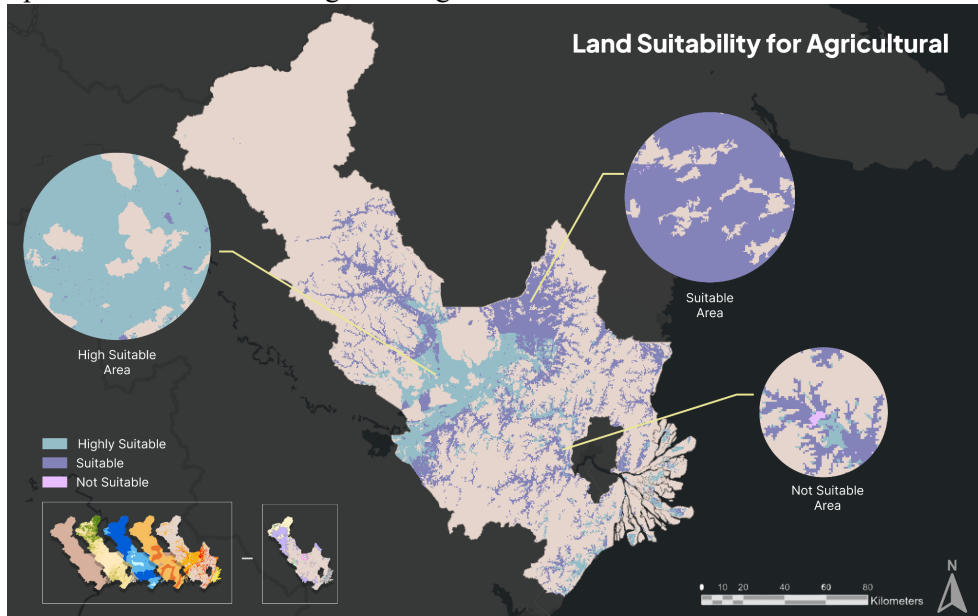 Land Suitability for Agricultural
High Suitable
Area
Suitable
Area
Not Suitable
Area
Highly Suitable
Suitable
Not Suitable
N
0 10 20 40 60 80
Kilometers